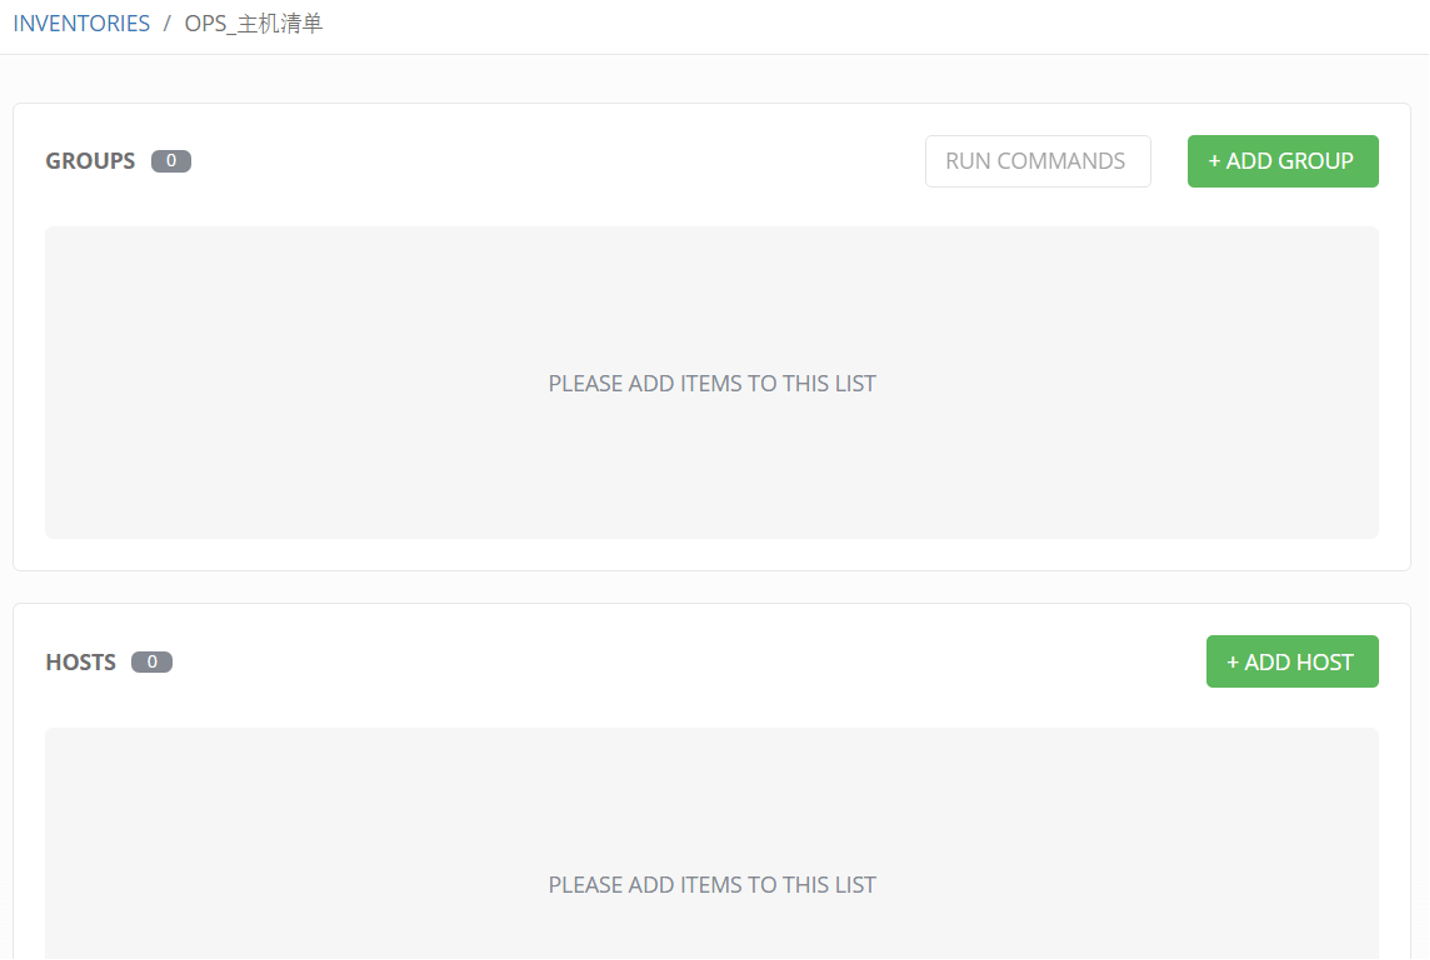 INVENTORIES / OPS_主机清单
GROUPS 0 RUN COMMANDS + ADD GROUP
PLEASE ADD ITEMS TO THIS LIST
HOSTS 0 + ADD HOST
PLEASE ADD ITEMS TO THIS LIST